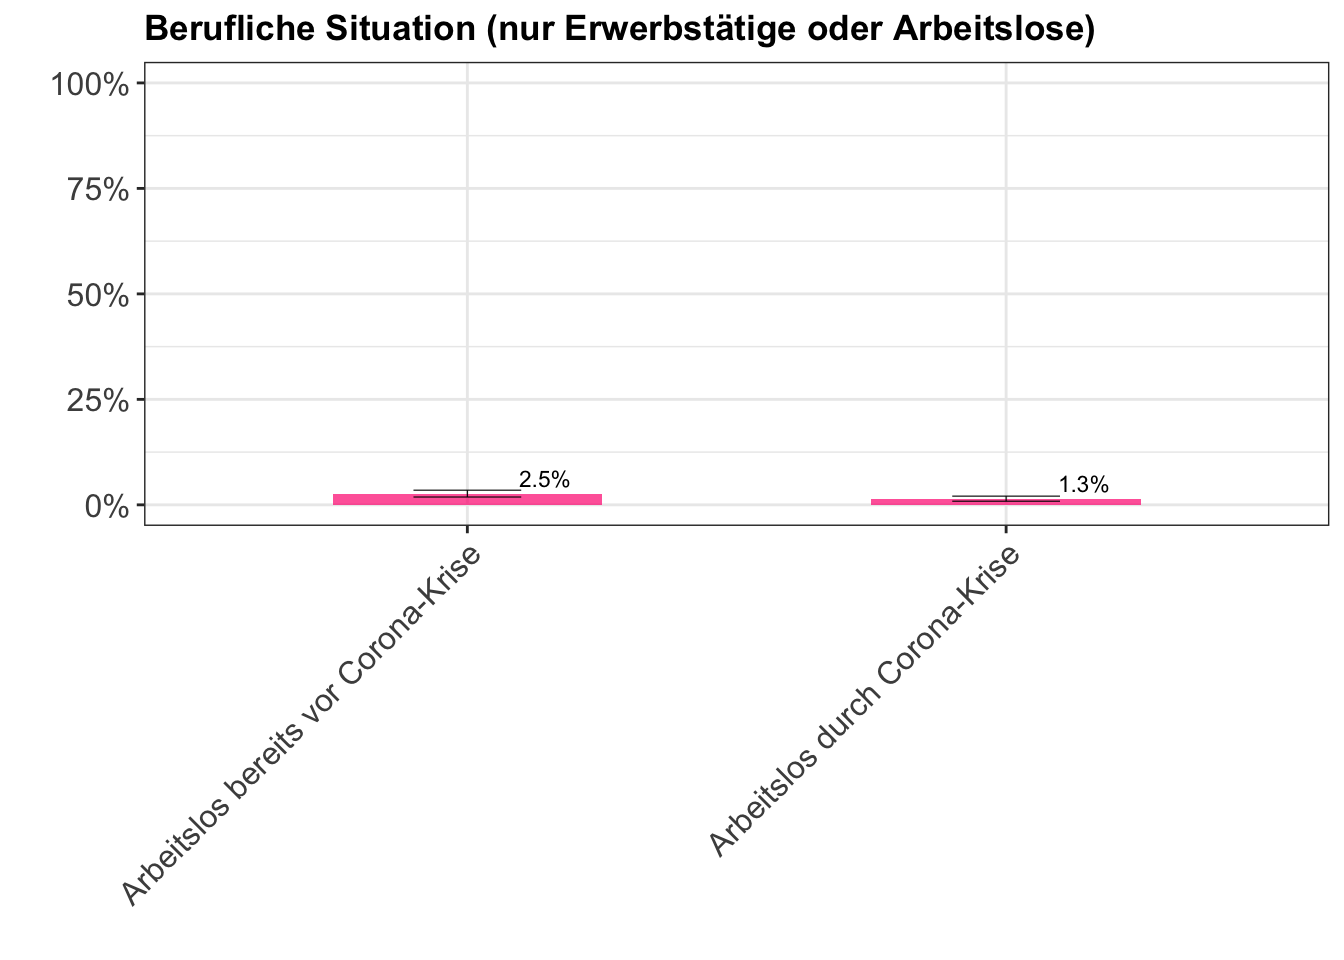 Berufliche Situation (nur Erwerbstätige oder Arbeitslose)
100%
75%
50%
25%
0%
2.5%
1.3%
Arbeitslos bereits vor Corona-Krise
Arbeitslos durch Corona-Krise